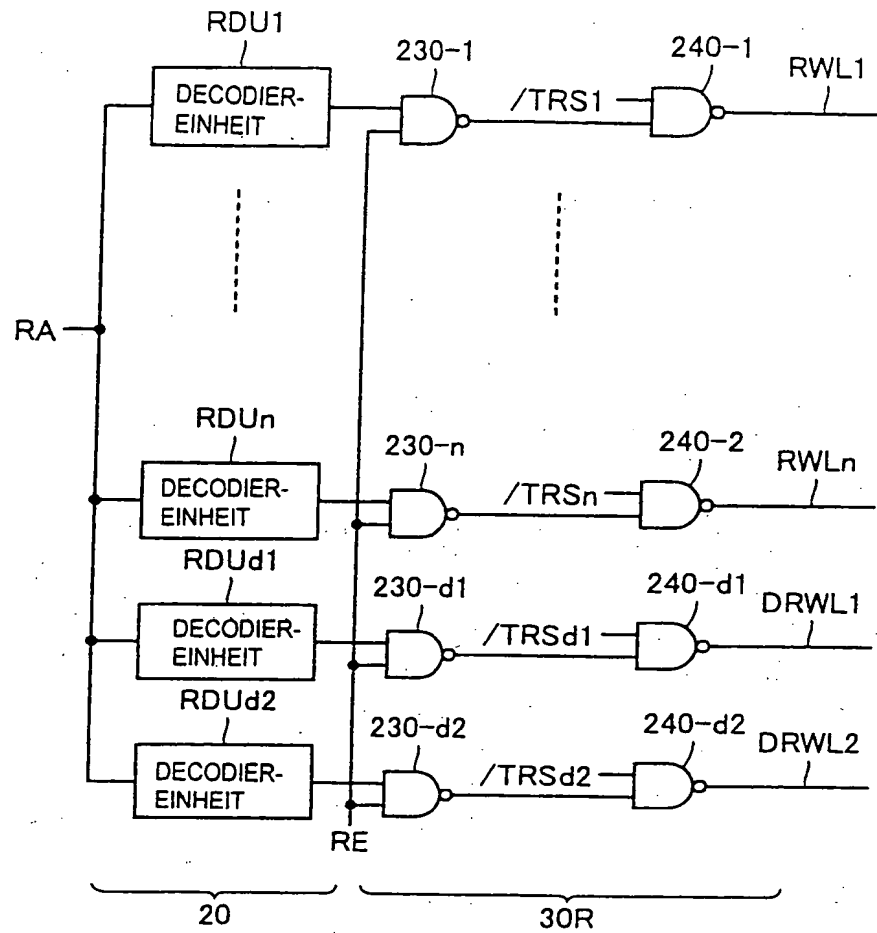 RDU1
230-1
240-1
RWL1
DECODIER-
EINHEIT
/TRS1
RA
RDUn
230-n
240-2
RWLn
DECODIER-
EINHEIT
/TRSn
RDUd1
230-d1
240-d1
DRWL1
DECODIER-
EINHEIT
/TRSd1
RDUd2
230-d2
240-d2
DRWL2
DECODIER-
EINHEIT
/TRSd2
RE
20
30R